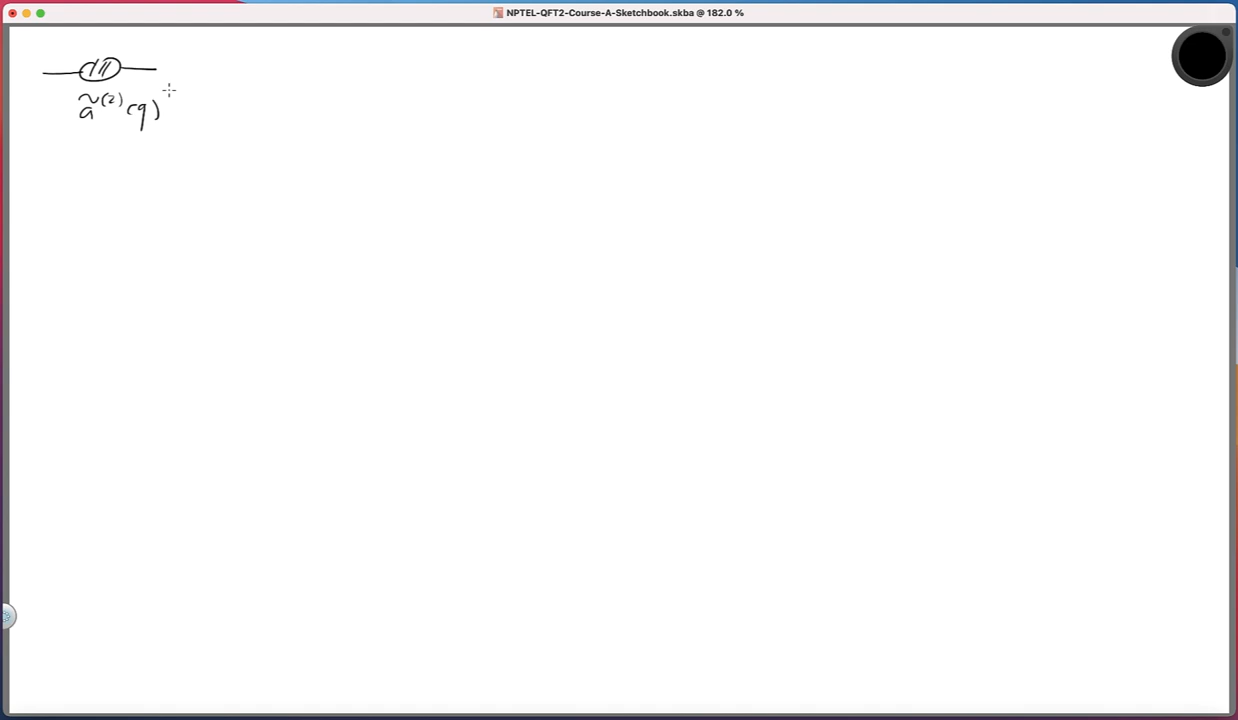 NPTEL-QFT2-Course-A-Sketchbook.skba @ 182.0 %
ã⁽²⁾(q)